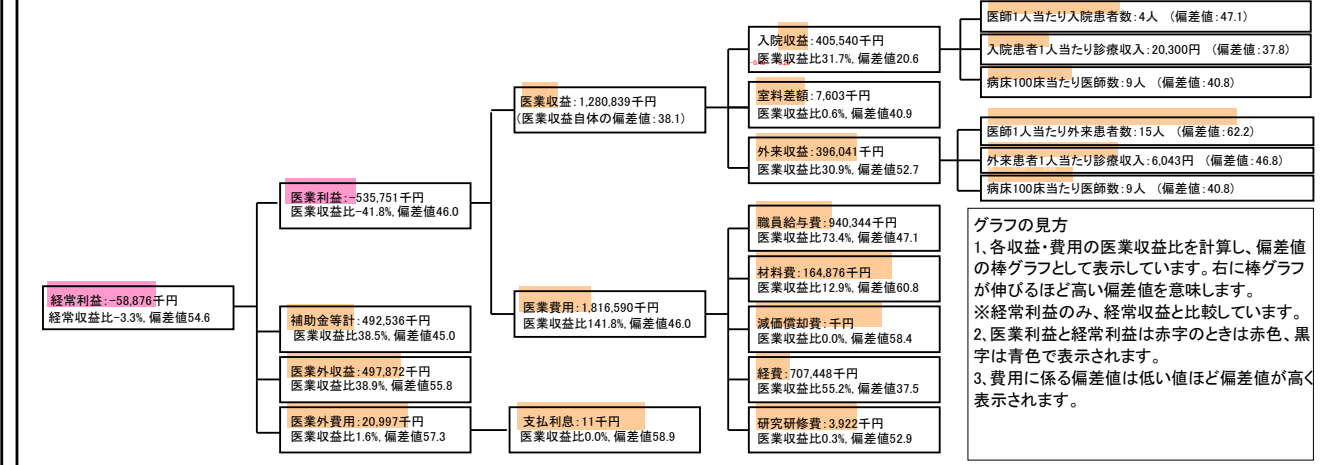 経常利益:-58,876千円
経常収益比-3.3%, 偏差値54.6
医業利益:-535,751千円
医業収益比-41.8%, 偏差値46.0
補助金等計:492,536千円
医業収益比38.5%, 偏差値45.0
医業外収益:497,872千円
医業収益比38.9%, 偏差値55.8
医業外費用:20,997千円
医業収益比1.6%, 偏差値57.3
医業収益:1,280,839千円
(医業収益自体の偏差値:38.1)
医業費用:1,816,590千円
医業収益比141.8%, 偏差値46.0
支払利息:11千円
医業収益比0.0%, 偏差値58.9
入院収益:405,540千円
医業収益比31.7%, 偏差値20.6
室料差額:7,603千円
医業収益比0.6%, 偏差値40.9
外来収益:396,041千円
医業収益比30.9%, 偏差値52.7
職員給与費:940,344千円
医業収益比73.4%, 偏差値47.1
材料費:164,876千円
医業収益比12.9%, 偏差値60.8
減価償却費:千円
医業収益比0.0%, 偏差値58.4
経費:707,448千円
医業収益比55.2%, 偏差値37.5
研究研修費:3,922千円
医業収益比0.3%, 偏差値52.9
医師1人当たり入院患者数:4人 (偏差値:47.1)
入院患者1人当たり診療収入:20,300円 (偏差値:37.8)
病床100床当たり医師数:9人 (偏差値:40.8)
医師1人当たり外来患者数:15人 (偏差値:62.2)
外来患者1人当たり診療収入:6,043円 (偏差値:46.8)
病床100床当たり医師数:9人 (偏差値:40.8)
グラフの見方
1、各収益・費用の医業収益比を計算し、偏差値
の棒グラフとして表示しています。右に棒グラフ
が伸びるほど高い偏差値を意味します。
※経常利益のみ、経常収益と比較しています。
2、医業利益と経常利益は赤字のときは赤色、黒
字は青色で表示されます。
3、費用に係る偏差値は低い値ほど偏差値が高く
表示されます。